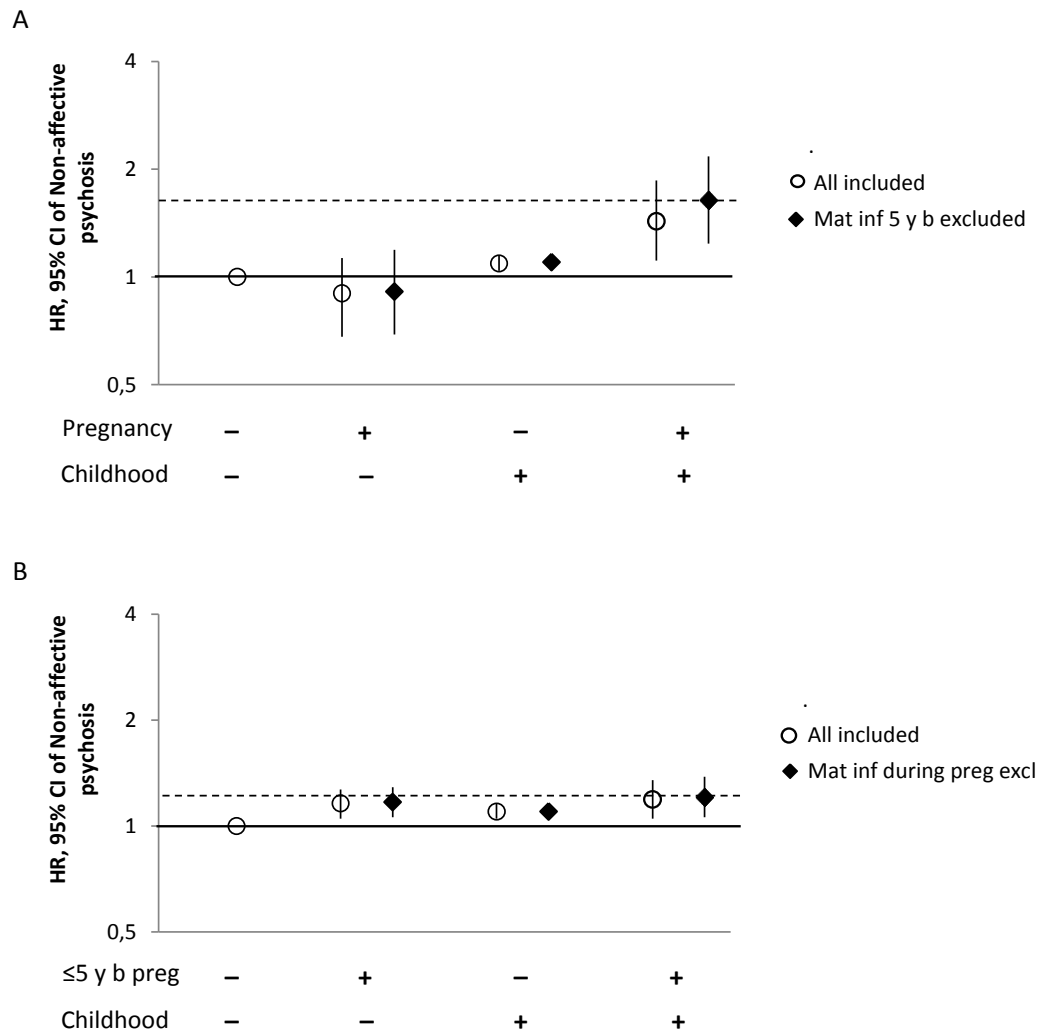 A
HR, 95% CI of Non-affective
psychosis
4
2
1
0,5
All included
Mat inf 5 y b excluded
Pregnancy – + – +
Childhood – – + +
B
HR, 95% CI of Non-affective
psychosis
4
2
1
0,5
All included
Mat inf during preg excl
≤5 y b preg – + – +
Childhood – – + +